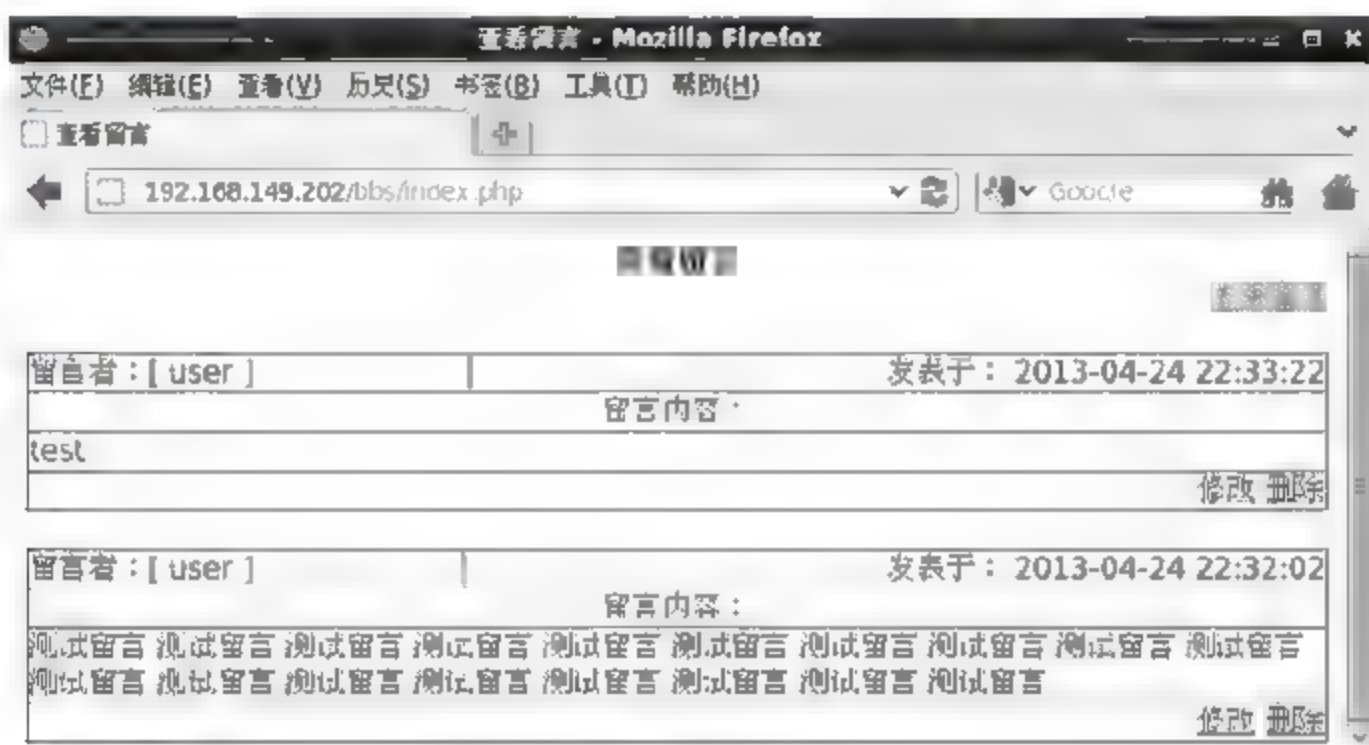 查看留言 - Mozilla Firefox
文件(F) 编辑(E) 查看(V) 历史(S) 书签(B) 工具(T) 帮助(H)
查看留言
192.168.149.202/bbs/index.php
Google
留言者：[ user ] 发表于： 2013-04-24 22:33:22
留言内容：
test
修改 删除
留言者：[ user ] 发表于： 2013-04-24 22:32:02
留言内容：
测试留言 测试留言 测试留言 测试留言 测试留言 测试留言 测试留言 测试留言 测试留言 测试留言
测试留言 测试留言 测试留言 测试留言 测试留言 测试留言 测试留言 测试留言
修改 删除